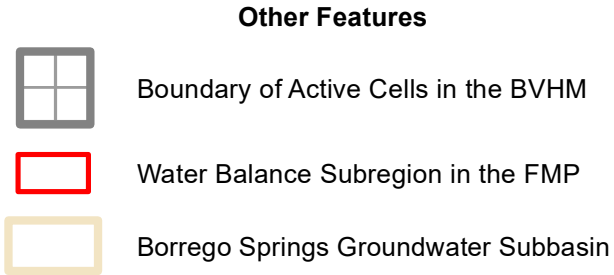 Other Features
Boundary of Active Cells in the BVHM
Water Balance Subregion in the FMP
Borrego Springs Groundwater Subbasin